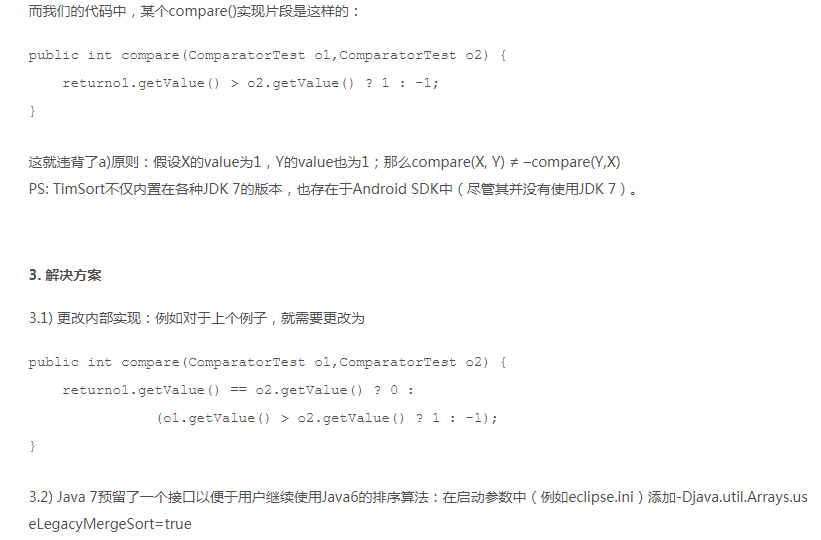 而我们的代码中，某个compare()实现片段是这样的：
public int compare(ComparatorTest o1,ComparatorTest o2) {
    returno1.getValue() > o2.getValue() ? 1 : -1;
}
这就违背了a)原则：假设X的value为1，Y的value也为1；那么compare(X, Y) ≠ –compare(Y,X)
PS: TimSort不仅内置在各种JDK 7的版本，也存在于Android SDK中（尽管其并没有使用JDK 7）。
3. 解决方案
3.1) 更改内部实现：例如对于上个例子，就需要更改为
public int compare(ComparatorTest o1,ComparatorTest o2) {
    returno1.getValue() == o2.getValue() ? 0 :
               (o1.getValue() > o2.getValue() ? 1 : -1);
}
3.2) Java 7预留了一个接口以便于用户继续使用Java6的排序算法：在启动参数中（例如eclipse.ini）添加-Djava.util.Arrays.us
eLegacyMergeSort=true